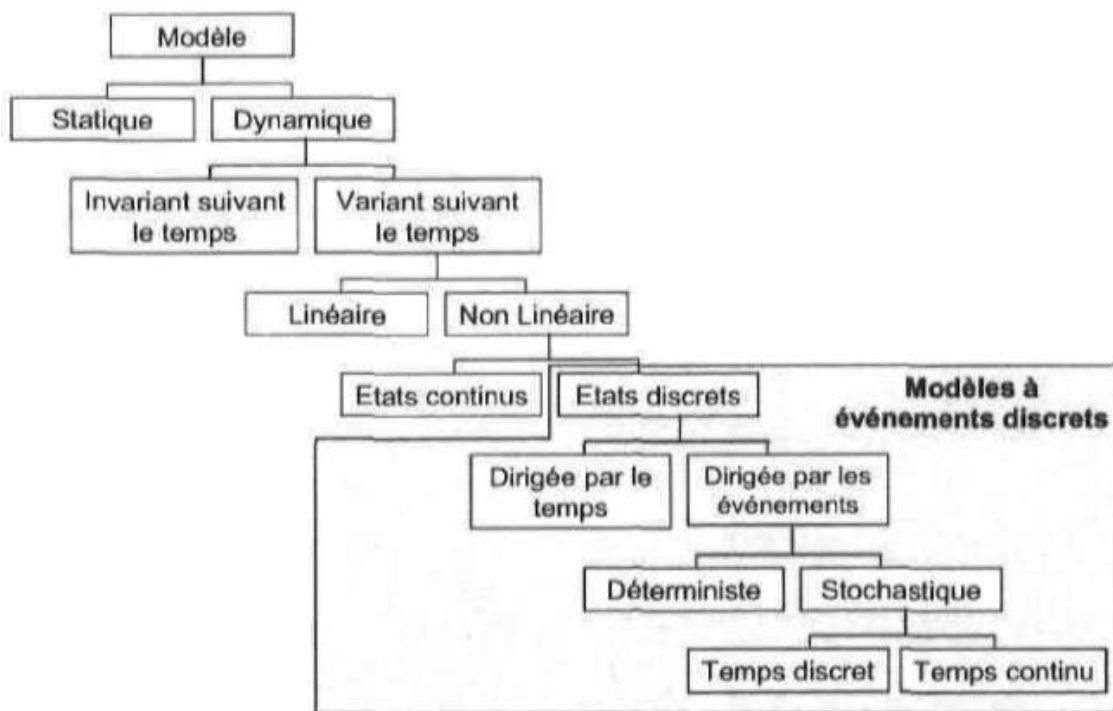 Modèle
Statique
Dynamique
Invariant suivant
le temps
Variant suivant
le temps
Linéaire
Non Linéaire
Etats continus
Etats discrets
Modèles à
événements discrets
Dirigée par le
temps
Dirigée par les
événements
Déterministe
Stochastique
Temps discret
Temps continu